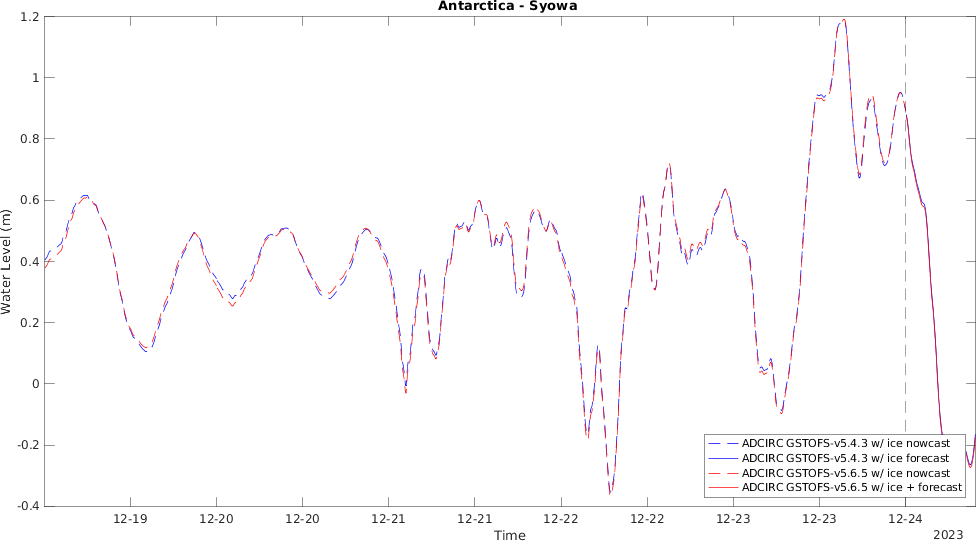 Antarctica - Syowa
1.2
1
0.8
0.6
0.4
0.2
0
-0.2
-0.4
Water Level (m)
ADCIRC GSTOFS-v5.4.3 w/ ice nowcast
ADCIRC GSTOFS-v5.4.3 w/ ice forecast
ADCIRC GSTOFS-v5.6.5 w/ ice nowcast
ADCIRC GSTOFS-v5.6.5 w/ ice + forecast
12-19 12-20 12-20 12-21 12-21 12-22 12-22 12-23 12-23 12-24
Time
2023